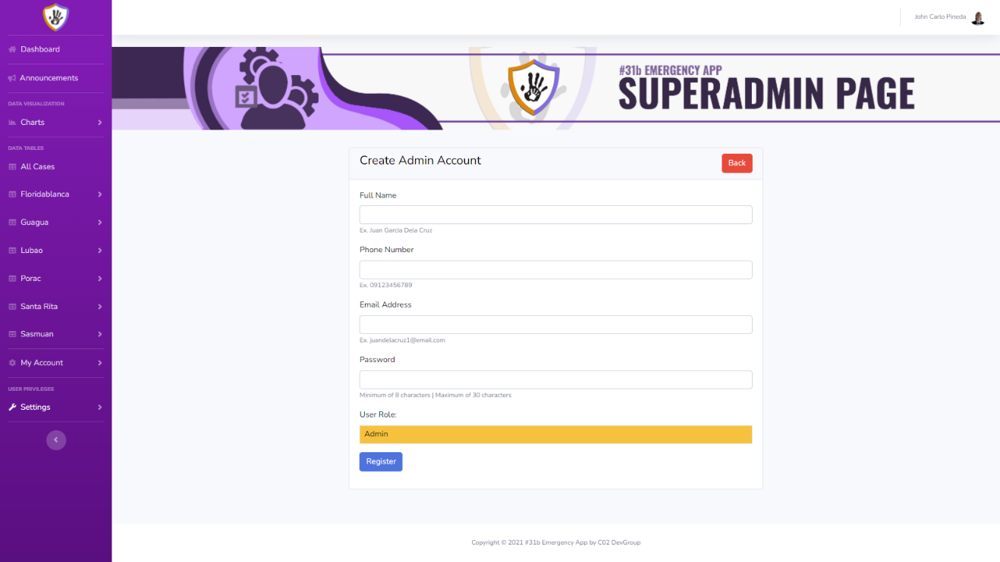 John Carlo Pineda
Dashboard
Announcements
DATA VISUALIZATION
Charts
DATA TABLES
All Cases
Floridablanca
Guagua
Lubao
Porac
Santa Rita
Sasmuan
My Account
USER PRIVILEGES
Settings
#31b EMERGENCY APP
SUPERADMIN PAGE
Create Admin Account
Back
Full Name
Ex. Juan Garcia Dela Cruz
Phone Number
Ex. 09123456789
Email Address
Ex. juandelacruz1@email.com
Password
Minimum of 8 characters | Maximum of 30 characters
User Role:
Admin
Register
Copyright © 2021 #31b Emergency App by C02 DevGroup